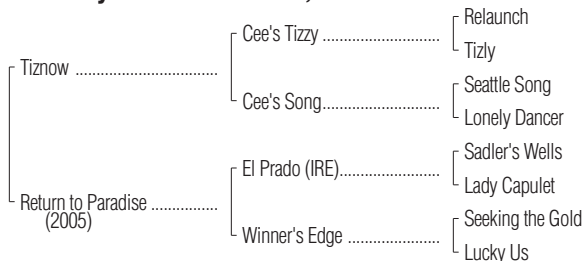 Relaunch
Cee's Tizzy
Tizly
Tiznow
Seattle Song
Cee's Song
Lonely Dancer
Sadler's Wells
El Prado (IRE)
Lady Capulet
Return to Paradise
(2005)
Seeking the Gold
Winner's Edge
Lucky Us